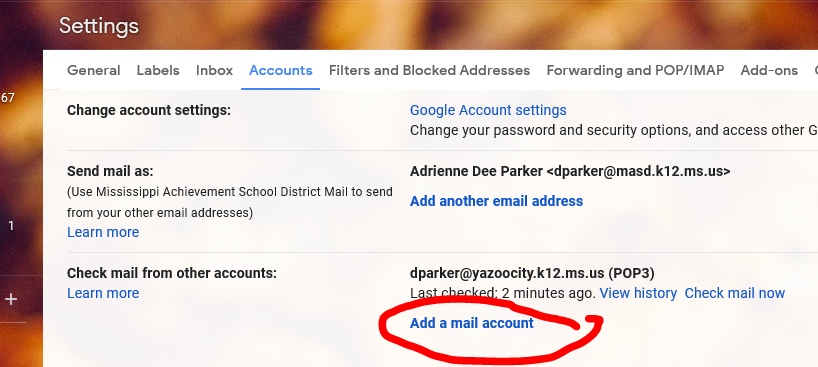 Settings
General Labels Inbox Accounts Filters and Blocked Addresses Forwarding and POP/IMAP Add-ons
67
Change account settings: Google Account settings
Change your password and security options, and access other G
Send mail as: Adrienne Dee Parker <dparker@masd.k12.ms.us>
(Use Mississippi Achievement School District Mail to send
from your other email addresses) Add another email address
1
Learn more
Check mail from other accounts: dparker@yazoocity.k12.ms.us (POP3)
Learn more Last checked: 2 minutes ago. View history Check mail now
+
Add a mail account